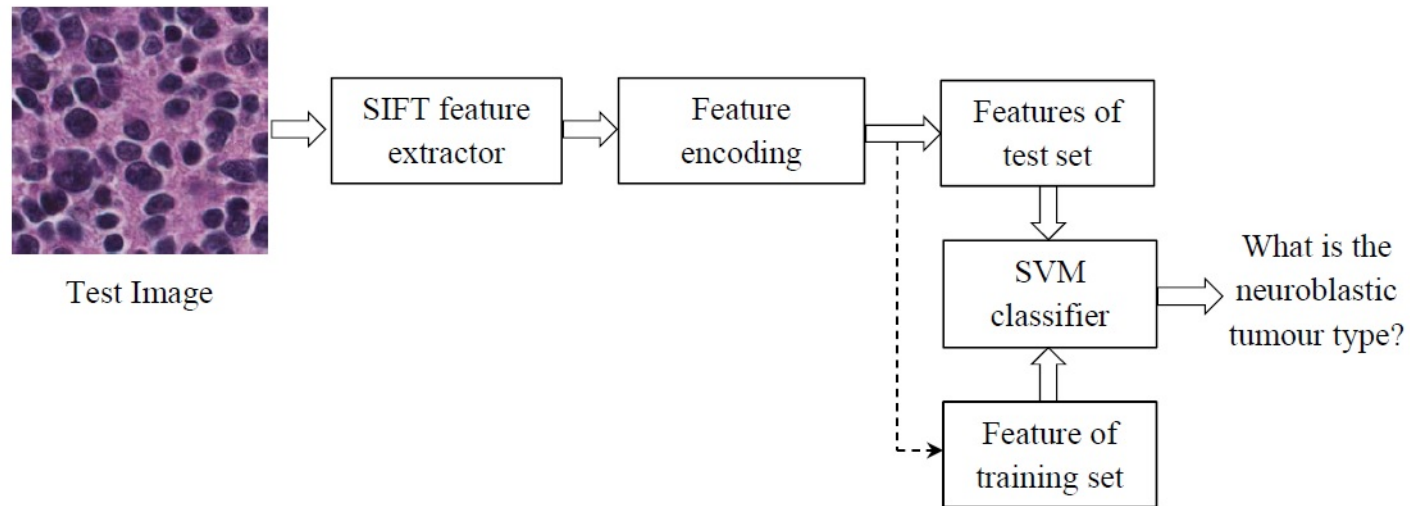 Test Image
SIFT feature
extractor
Feature
encoding
Features of
test set
SVM
classifier
What is the
neuroblastic
tumour type?
Feature of
training set